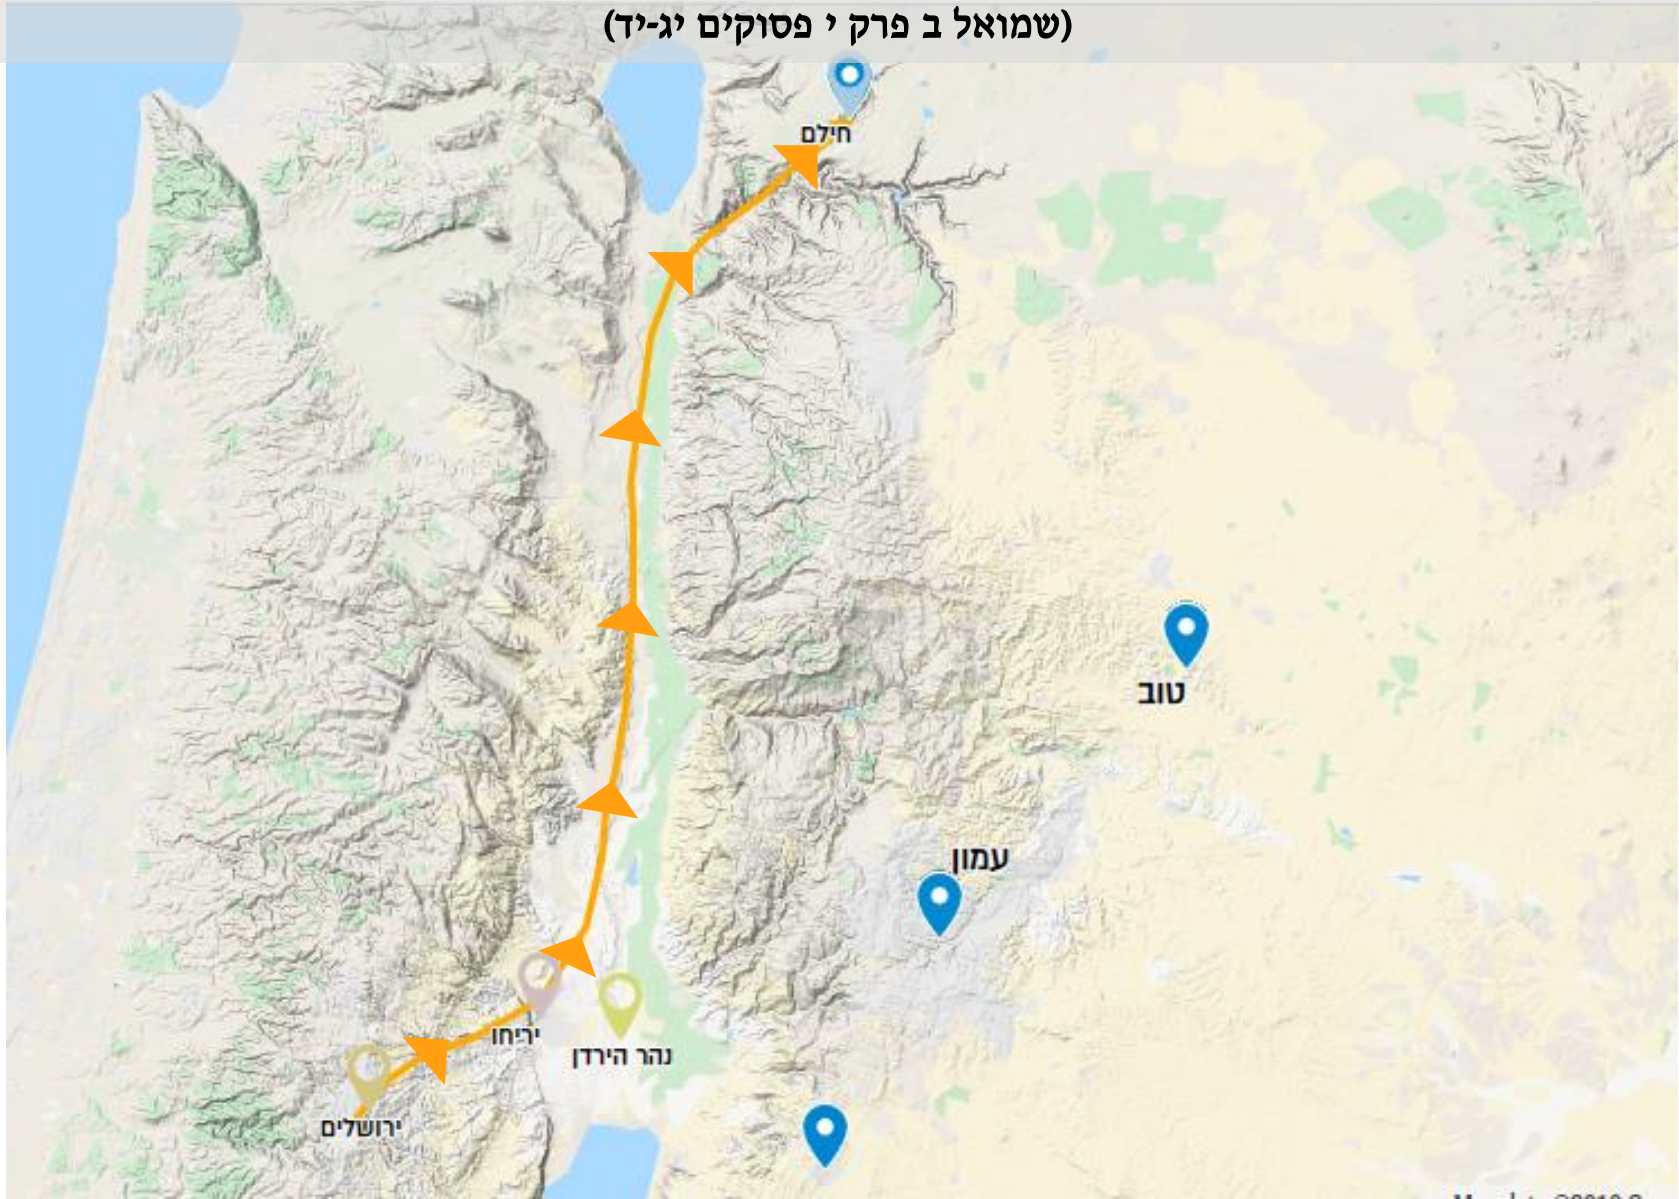 (שמואל ב פרק י פסוקים יג-יד)
חילם
טוב
עמון
יריחו
נהר הירדן
ירושלים